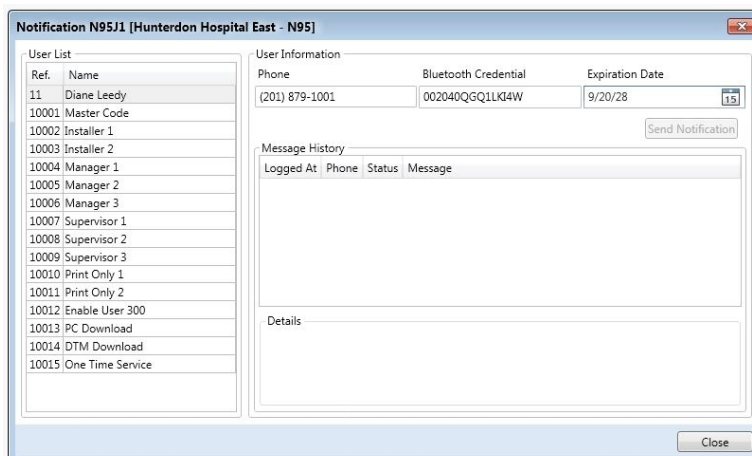 Notification N95J1 [Hunterdon Hospital East - N95]
User List
Ref. Name
11 Diane Leedy
10001 Master Code
10002 Installer 1
10003 Installer 2
10004 Manager 1
10005 Manager 2
10006 Manager 3
10007 Supervisor 1
10008 Supervisor 2
10009 Supervisor 3
10010 Print Only 1
10011 Print Only 2
10012 Enable User 300
10013 PC Download
10014 DTM Download
10015 One Time Service
User Information
Phone Bluetooth Credential Expiration Date
(201) 879-1001 002040QGQ1LKI4W 9/20/28 15
Send Notification
Message History
Logged At Phone Status Message
Details
Close